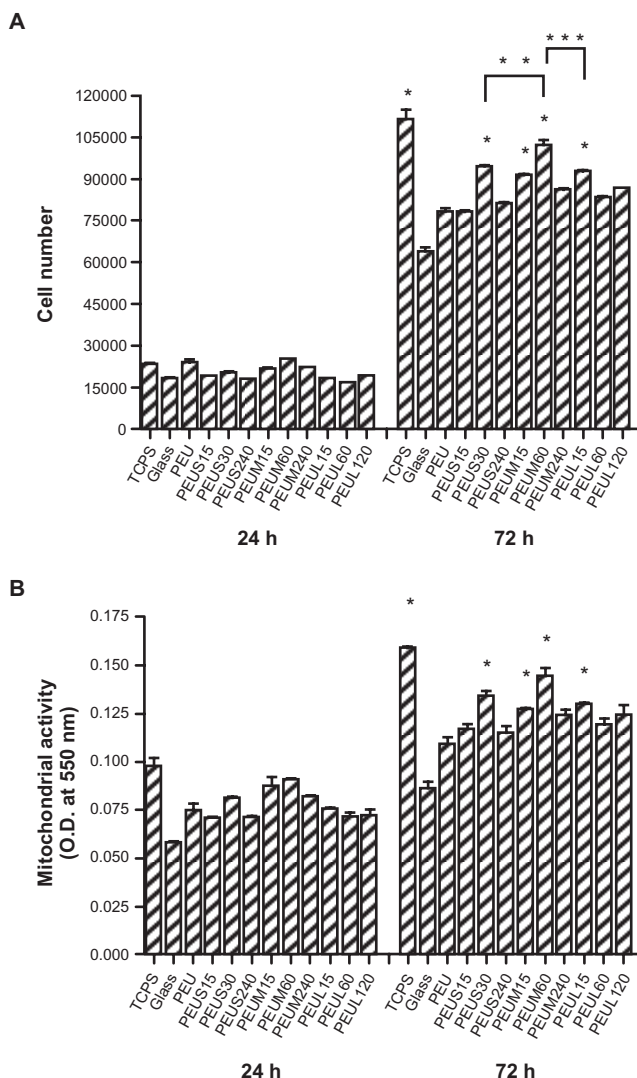 A
* * *
* *
*
*
*
*
*
120000
105000
90000
75000
60000
45000
30000
15000
0
Cell number
TCPS
Glass
PEU
PEUS15
PEUS30
PEUS240
PEUM15
PEUM60
PEUM240
PEUL15
PEUL60
PEUL120
TCPS
Glass
PEU
PEUS15
PEUS30
PEUS240
PEUM15
PEUM60
PEUM240
PEUL15
PEUL60
PEUL120
24 h
72 h
B
0.175
0.150
0.125
0.100
0.075
0.050
0.025
0.000
Mitochondrial activity
(O.D. at 550 nm)
*
*
*
*
*
TCPS
Glass
PEU
PEUS15
PEUS30
PEUS240
PEUM15
PEUM60
PEUM240
PEUL15
PEUL60
PEUL120
TCPS
Glass
PEU
PEUS15
PEUS30
PEUS240
PEUM15
PEUM60
PEUM240
PEUL15
PEUL60
PEUL120
24 h
72 h